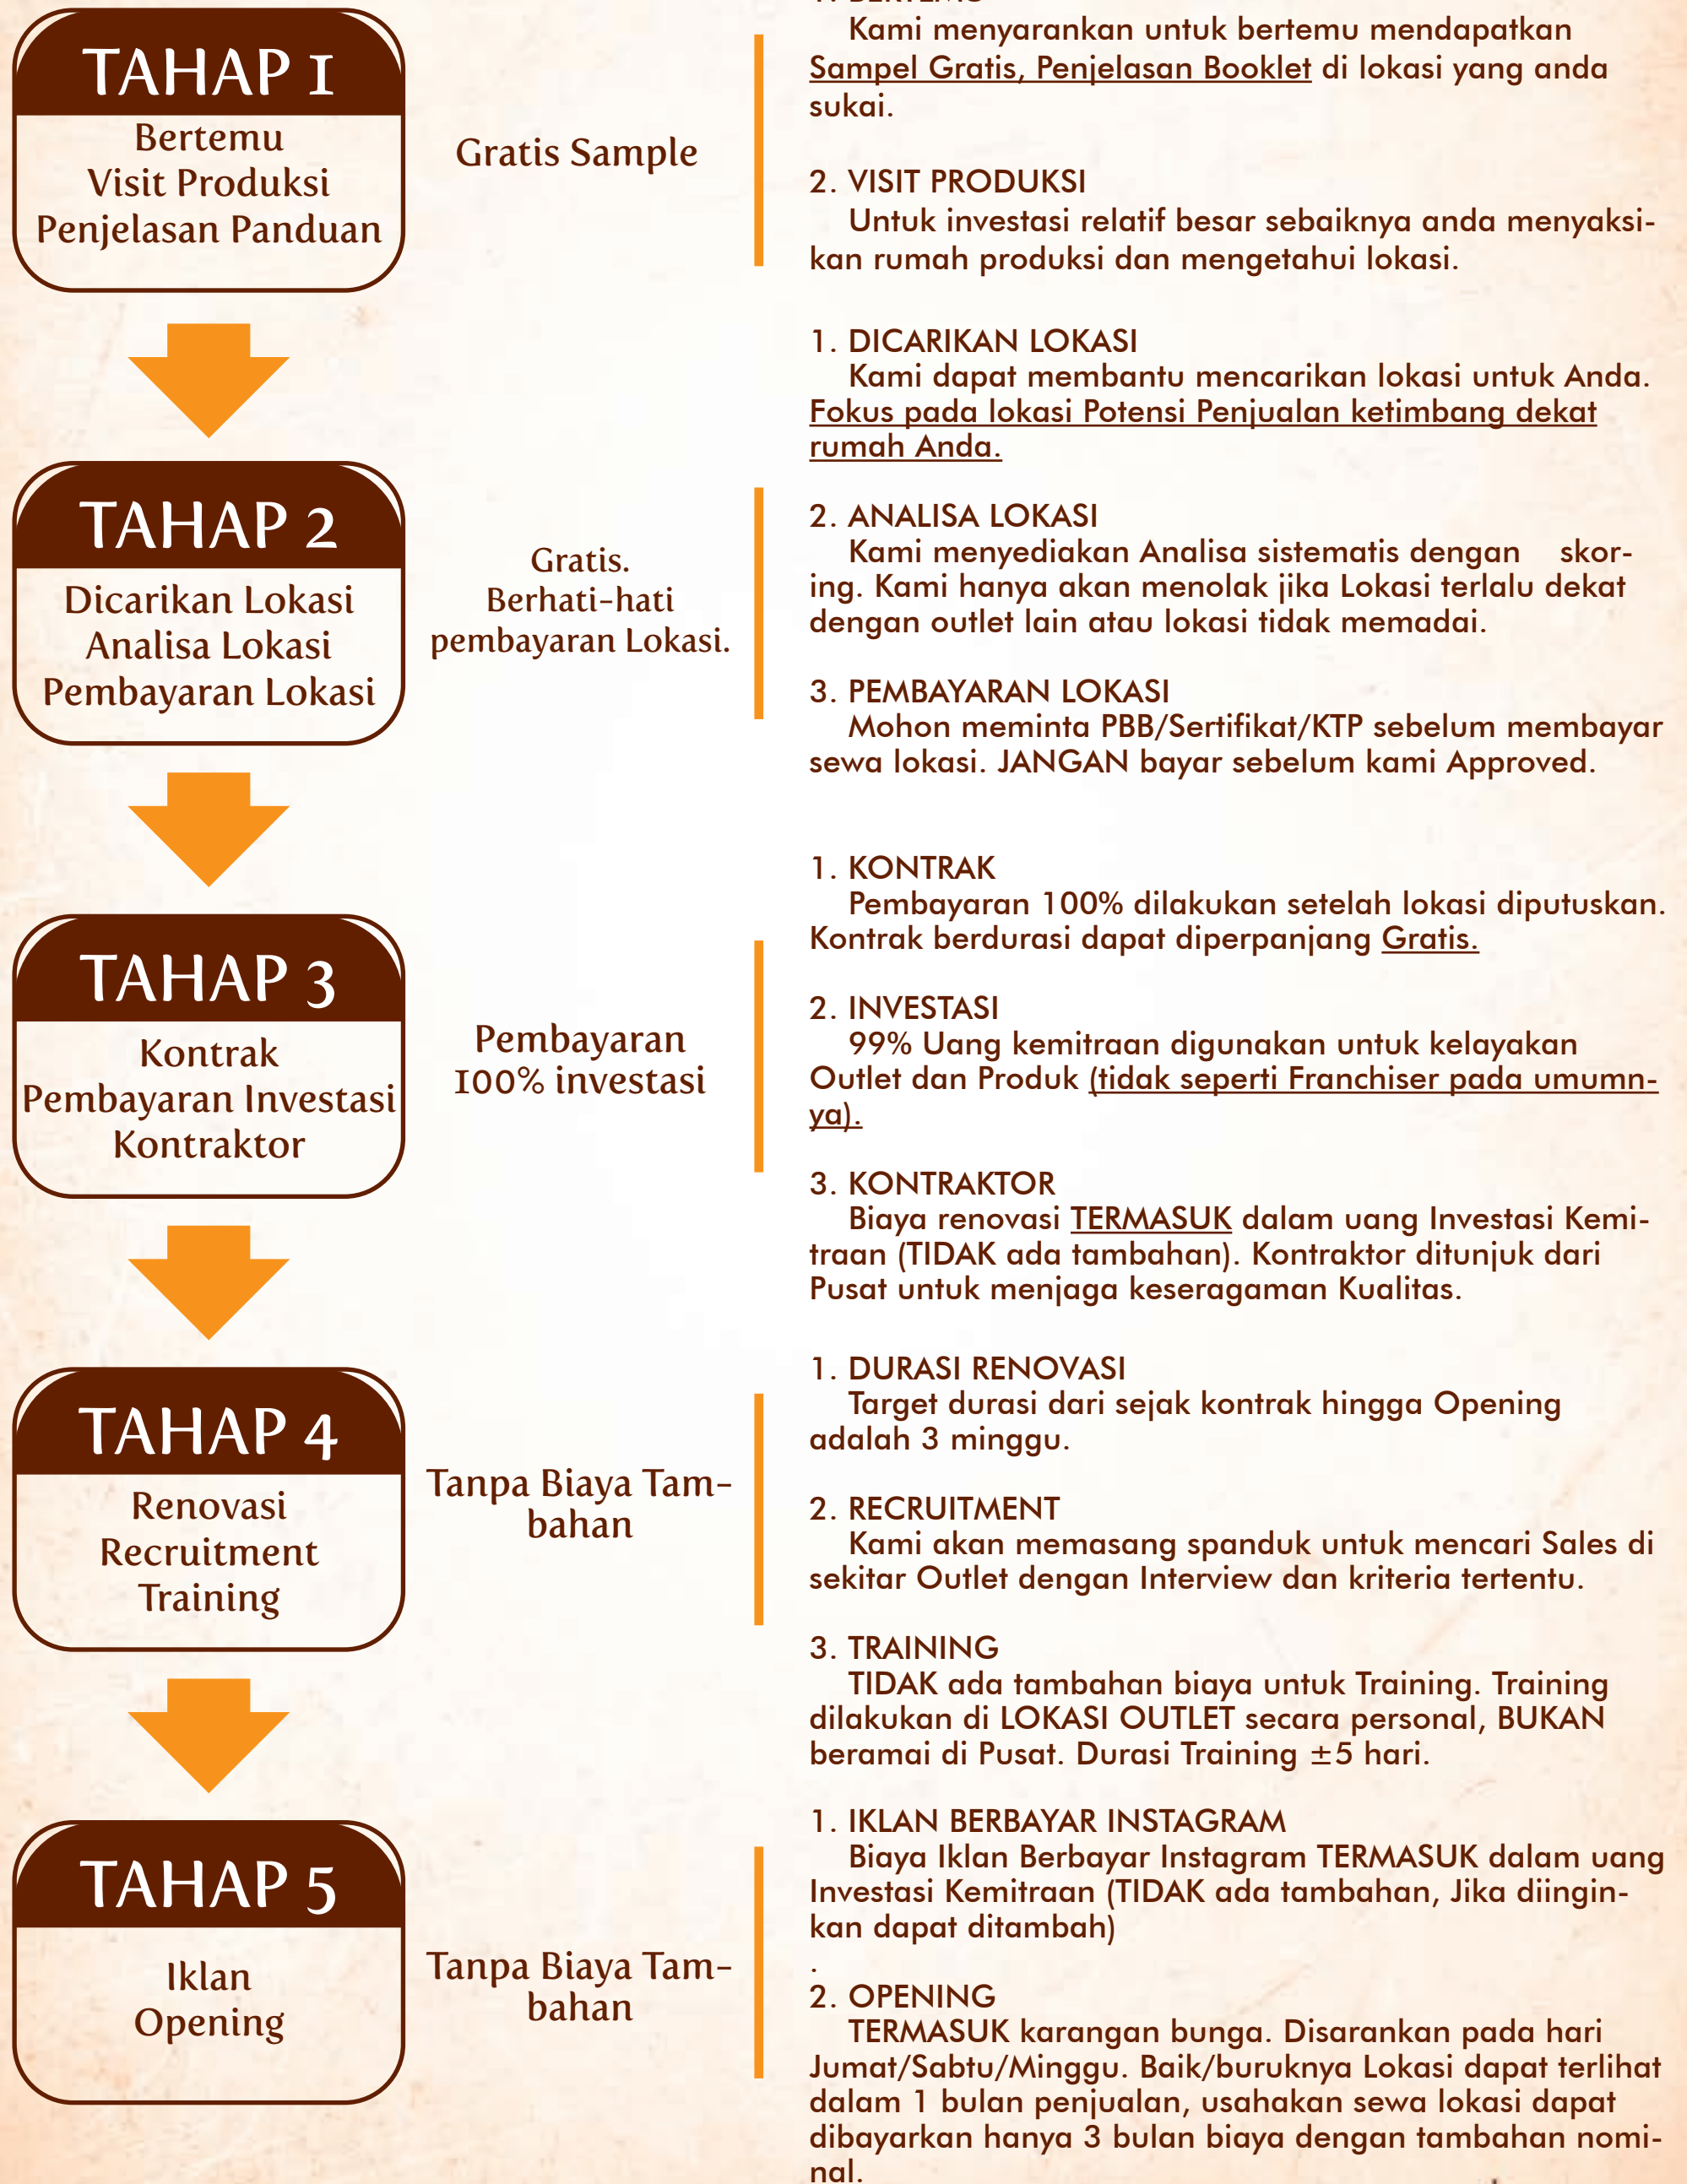 TAHAP 1
Bertemu
Visit Produksi
Penjelasan Panduan
Gratis Sample
1. BERTEMU
Kami menyarankan untuk bertemu mendapatkan
Sampel Gratis, Penjelasan Booklet di lokasi yang anda
sukai.
2. VISIT PRODUKSI
Untuk investasi relatif besar sebaiknya anda menyaksi-
kan rumah produksi dan mengetahui lokasi.
TAHAP 2
Dicarikan Lokasi
Analisa Lokasi
Pembayaran Lokasi
Gratis.
Berhati-hati
pembayaran Lokasi.
1. DICARIKAN LOKASI
Kami dapat membantu mencarikan lokasi untuk Anda.
Fokus pada lokasi Potensi Penjualan ketimbang dekat
rumah Anda.
2. ANALISA LOKASI
Kami menyediakan Analisa sistematis dengan skor-
ing. Kami hanya akan menolak jika Lokasi terlalu dekat
dengan outlet lain atau lokasi tidak memadai.
3. PEMBAYARAN LOKASI
Mohon meminta PBB/Sertifikat/KTP sebelum membayar
sewa lokasi. JANGAN bayar sebelum kami Approved.
TAHAP 3
Kontrak
Pembayaran Investasi
Kontraktor
Pembayaran
100% investasi
1. KONTRAK
Pembayaran 100% dilakukan setelah lokasi diputuskan.
Kontrak berdurasi dapat diperpanjang Gratis.
2. INVESTASI
99% Uang kemitraan digunakan untuk kelayakan
Outlet dan Produk (tidak seperti Franchiser pada umumn-
ya).
3. KONTRAKTOR
Biaya renovasi TERMASUK dalam uang Investasi Kemi-
traan (TIDAK ada tambahan). Kontraktor ditunjuk dari
Pusat untuk menjaga keseragaman Kualitas.
TAHAP 4
Renovasi
Recruitment
Training
Tanpa Biaya Tam-
bahan
1. DURASI RENOVASI
Target durasi dari sejak kontrak hingga Opening
adalah 3 minggu.
2. RECRUITMENT
Kami akan memasang spanduk untuk mencari Sales di
sekitar Outlet dengan Interview dan kriteria tertentu.
3. TRAINING
TIDAK ada tambahan biaya untuk Training. Training
dilakukan di LOKASI OUTLET secara personal, BUKAN
beramai di Pusat. Durasi Training ±5 hari.
TAHAP 5
Iklan
Opening
Tanpa Biaya Tam-
bahan
1. IKLAN BERBAYAR INSTAGRAM
Biaya Iklan Berbayar Instagram TERMASUK dalam uang
Investasi Kemitraan (TIDAK ada tambahan, Jika diingin-
kan dapat ditambah)
.
2. OPENING
TERMASUK karangan bunga. Disarankan pada hari
Jumat/Sabtu/Minggu. Baik/buruknya Lokasi dapat terlihat
dalam 1 bulan penjualan, usahakan sewa lokasi dapat
dibayarkan hanya 3 bulan biaya dengan tambahan nomi-
nal.